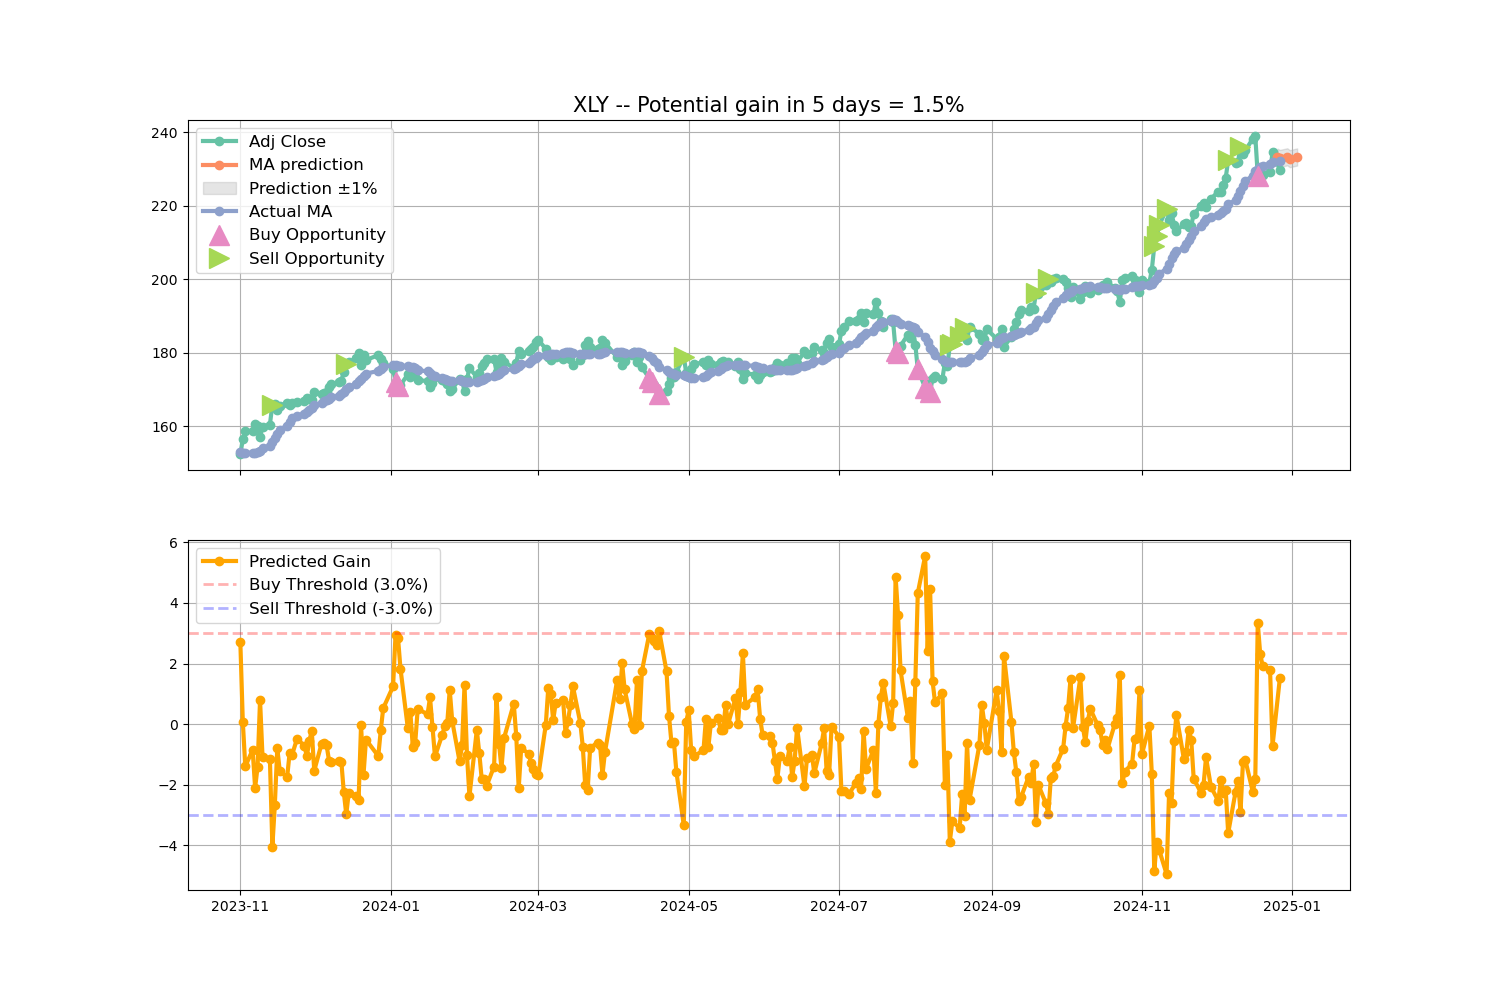 XLY -- Potential gain in 5 days = 1.5%
240
220
200
180
160
Adj Close
MA prediction
Prediction ±1%
Actual MA
Buy Opportunity
Sell Opportunity
6
4
2
0
−2
−4
Predicted Gain
Buy Threshold (3.0%)
Sell Threshold (-3.0%)
2023-11
2024-01
2024-03
2024-05
2024-07
2024-09
2024-11
2025-01